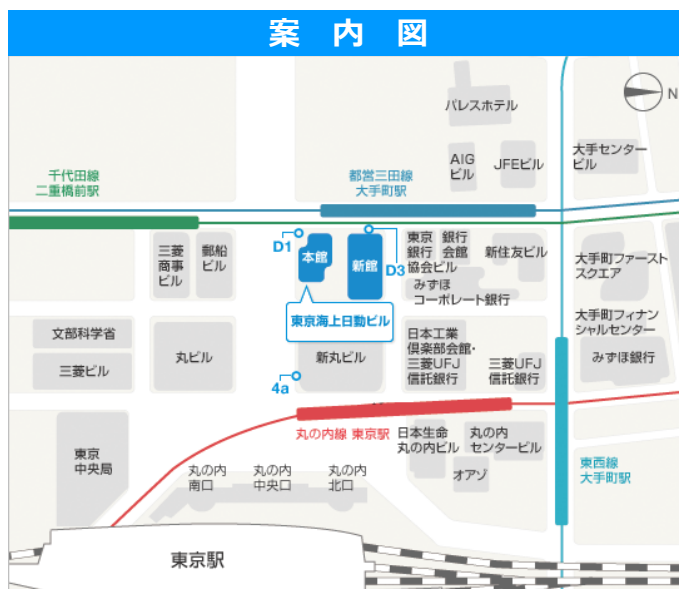 案内図
N
パレスホテル
AIG
ビル
JFEビル
大手センター
ビル
千代田線
二重橋前駅
都営三田線
大手町駅
D1
本館
新館
D3
三菱
商事
ビル
郵船
ビル
東京
銀行
協会ビル
銀行
会館
新住友ビル
みずほ
コーポレート銀行
大手町ファースト
スクエア
東京海上日動ビル
大手町フィナン
シャルセンター
みずほ銀行
文部科学省
三菱ビル
丸ビル
新丸ビル
日本工業
倶楽部会館・
三菱UFJ
信託銀行
三菱UFJ
信託銀行
4a
丸の内線 東京駅
日本生命
丸の内ビル
丸の内
センタービル
オアゾ
東京
中央局
丸の内
南口
丸の内
中央口
丸の内
北口
東西線
大手町駅
東京駅